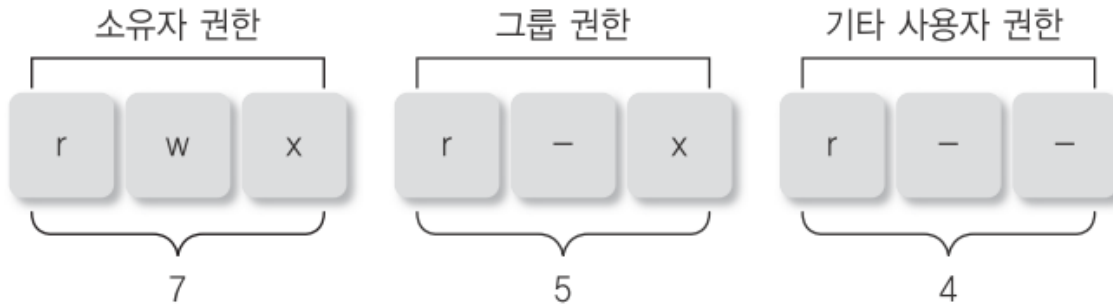 소유자 권한 그룹 권한 기타 사용자 권한
r w x r - x r - -
7 5 4